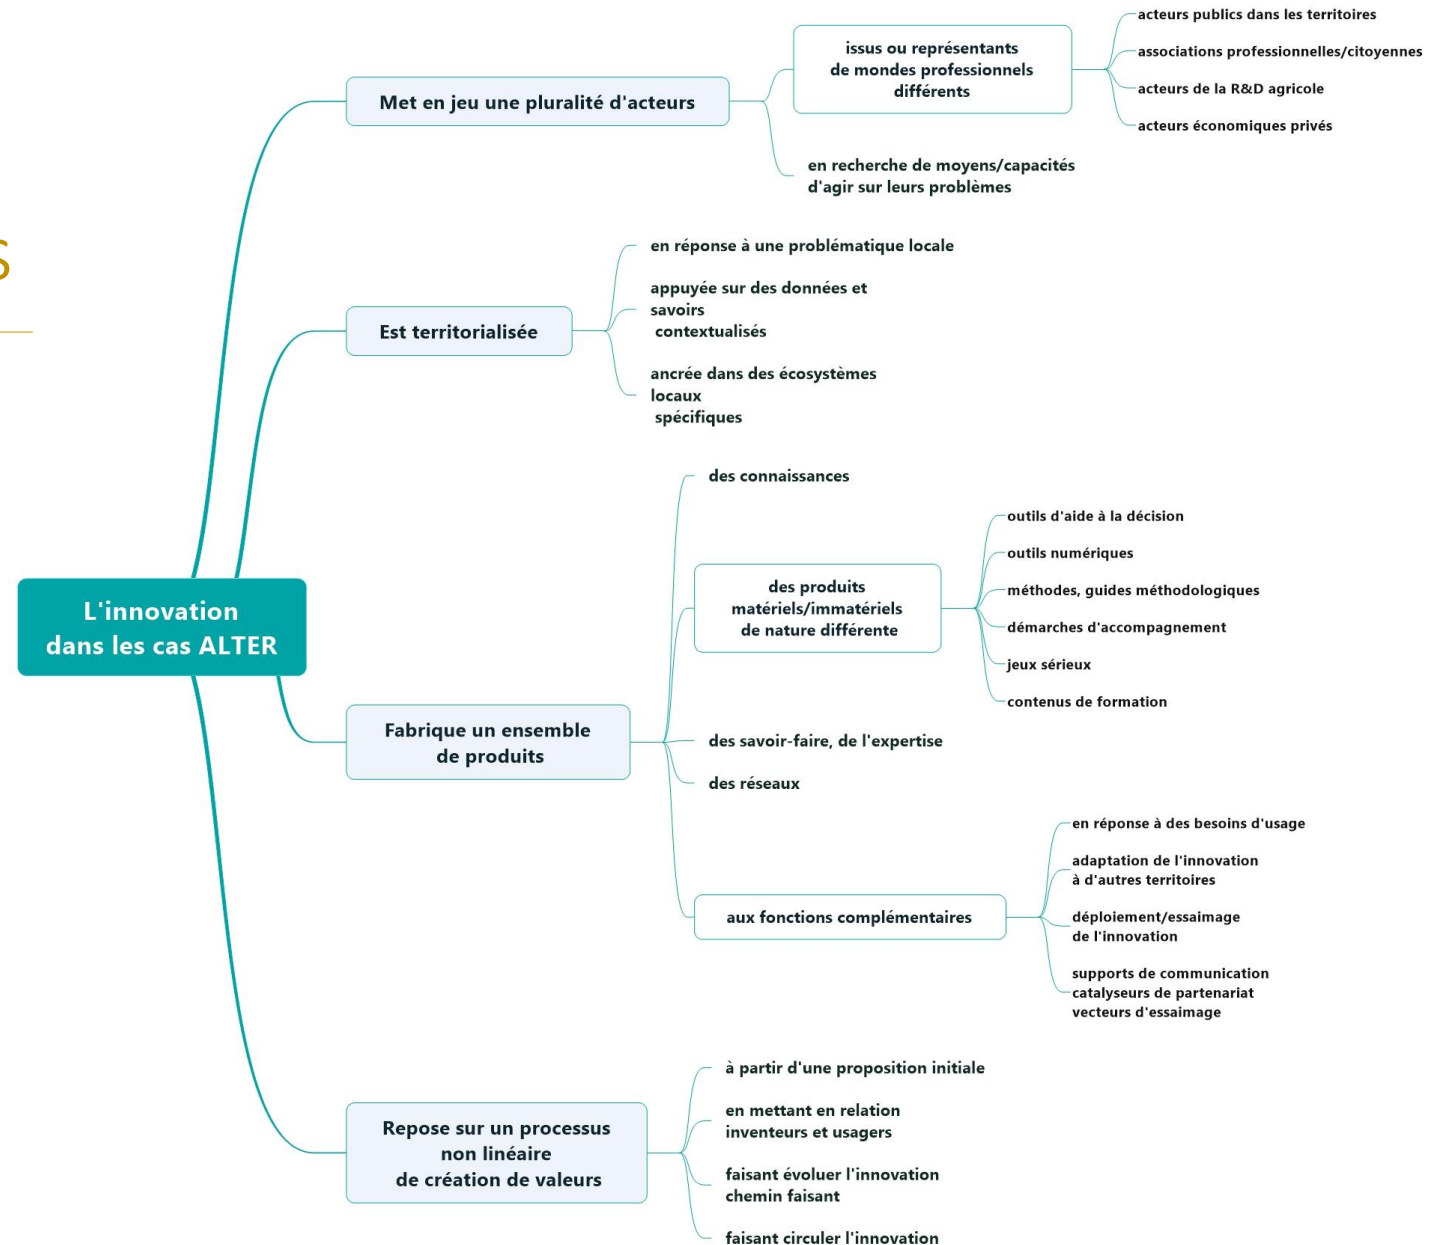 S
L'innovation
dans les cas ALTER
Met en jeu une pluralité d'acteurs
issus ou représentants
de mondes professionnels
différents
acteurs publics dans les territoires
associations professionnelles/citoyennes
acteurs de la R&D agricole
acteurs économiques privés
en recherche de moyens/capacités
d'agir sur leurs problèmes
Est territorialisée
en réponse à une problématique locale
appuyée sur des données et
savoirs
contextualisés
ancrée dans des écosystèmes
locaux
spécifiques
Fabrique un ensemble
de produits
des connaissances
des produits
matériels/immatériels
de nature différente
outils d'aide à la décision
outils numériques
méthodes, guides méthodologiques
démarches d'accompagnement
jeux sérieux
contenus de formation
des savoir-faire, de l'expertise
des réseaux
aux fonctions complémentaires
en réponse à des besoins d'usage
adaptation de l'innovation
à d'autres territoires
déploiement/essaimage
de l'innovation
supports de communication
catalyseurs de partenariat
vecteurs d'essaimage
Repose sur un processus
non linéaire
de création de valeurs
à partir d'une proposition initiale
en mettant en relation
inventeurs et usagers
faisant évoluer l'innovation
chemin faisant
faisant circuler l'innovation